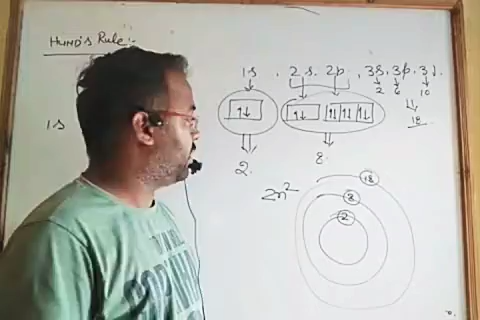 HUND'S Rule:-
1s , 2s. 2p , 3s, 3p, 3d
2 6 10
↑↓ ↑↓ ↑↓ ↑↓ ↑↓
18
1s
2 8
2n²
18
8
2